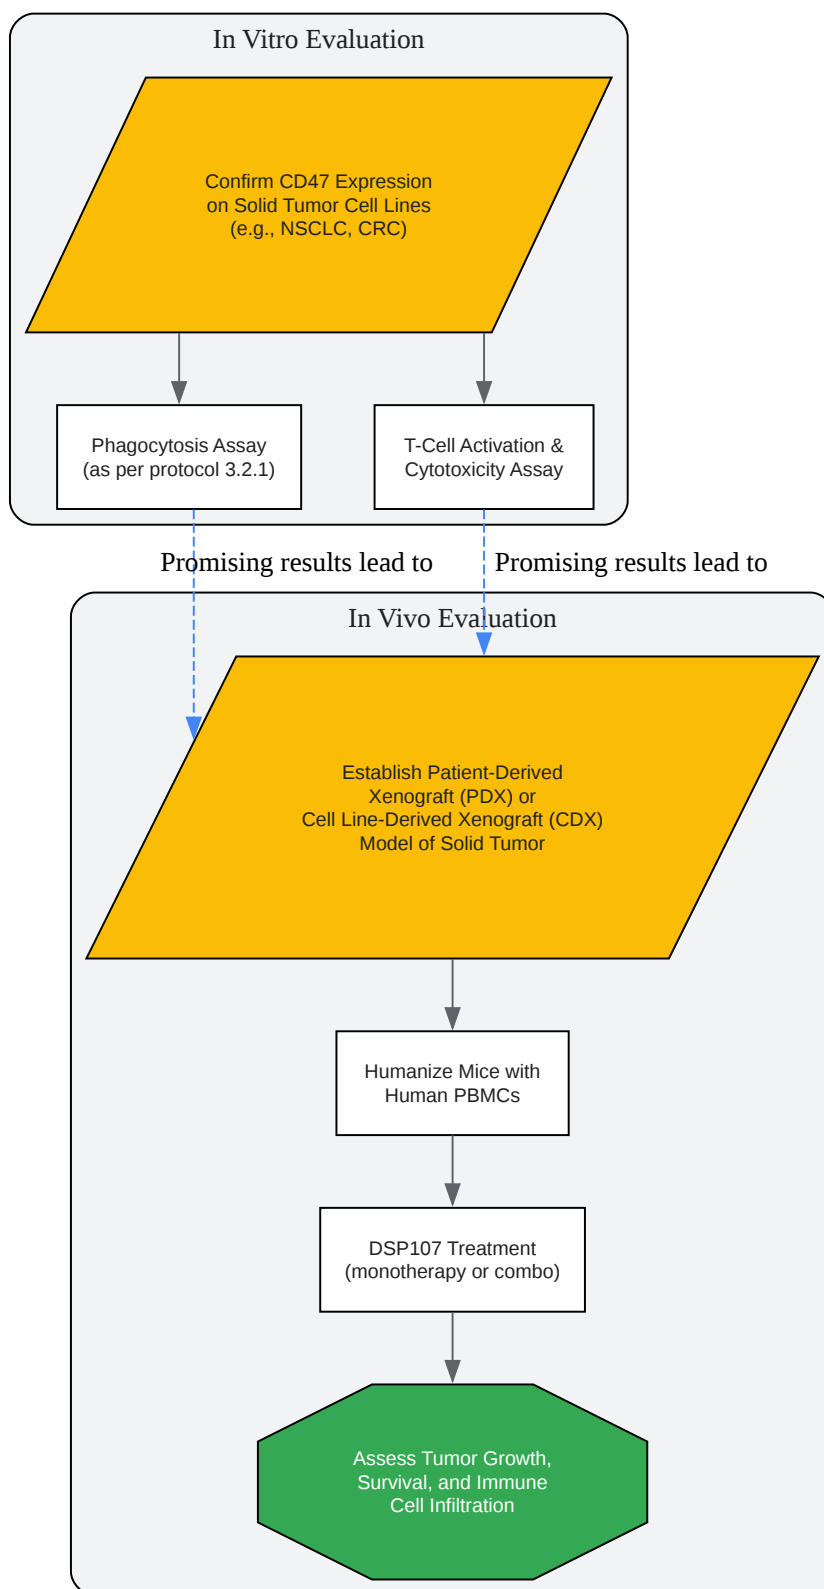 In Vitro Evaluation
Confirm CD47 Expression
on Solid Tumor Cell Lines
(e.g., NSCLC, CRC)
Phagocytosis Assay
(as per protocol 3.2.1)
T-Cell Activation &
Cytotoxicity Assay
Promising results lead to
Promising results lead to
In Vivo Evaluation
Establish Patient-Derived
Xenograft (PDX) or
Cell Line-Derived Xenograft (CDX)
Model of Solid Tumor
Humanize Mice with
Human PBMCs
DSP107 Treatment
(monotherapy or combo)
Assess Tumor Growth,
Survival, and Immune
Cell Infiltration